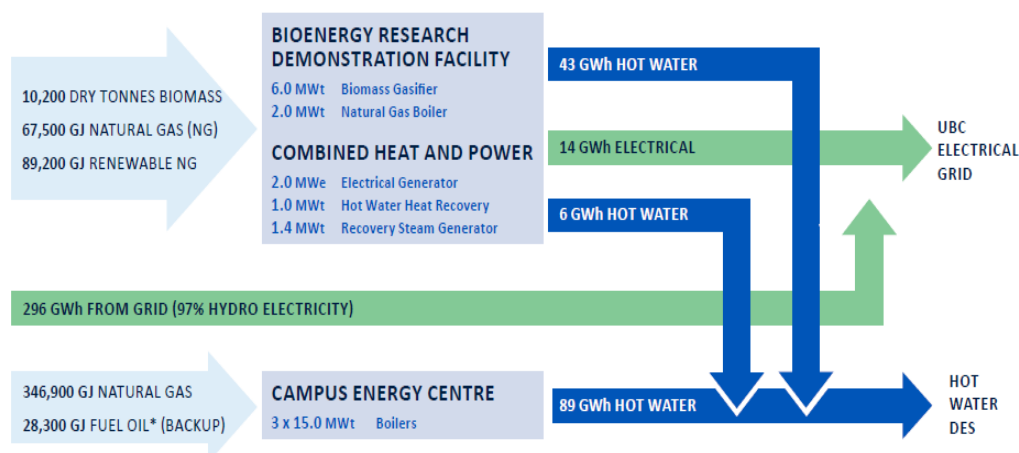 10,200 DRY TONNES BIOMASS
67,500 GJ NATURAL GAS (NG)
89,200 GJ RENEWABLE NG
BIOENERGY RESEARCH
DEMONSTRATION FACILITY
6.0 MWt Biomass Gasifier
2.0 MWt Natural Gas Boiler
COMBINED HEAT AND POWER
2.0 MWe Electrical Generator
1.0 MWt Hot Water Heat Recovery
1.4 MWt Recovery Steam Generator
43 GWh HOT WATER
14 GWh ELECTRICAL
6 GWh HOT WATER
UBC
ELECTRICAL
GRID
296 GWh FROM GRID (97% HYDRO ELECTRICITY)
346,900 GJ NATURAL GAS
28,300 GJ FUEL OIL* (BACKUP)
CAMPUS ENERGY CENTRE
3 x 15.0 MWt Boilers
89 GWh HOT WATER
HOT
WATER
DES